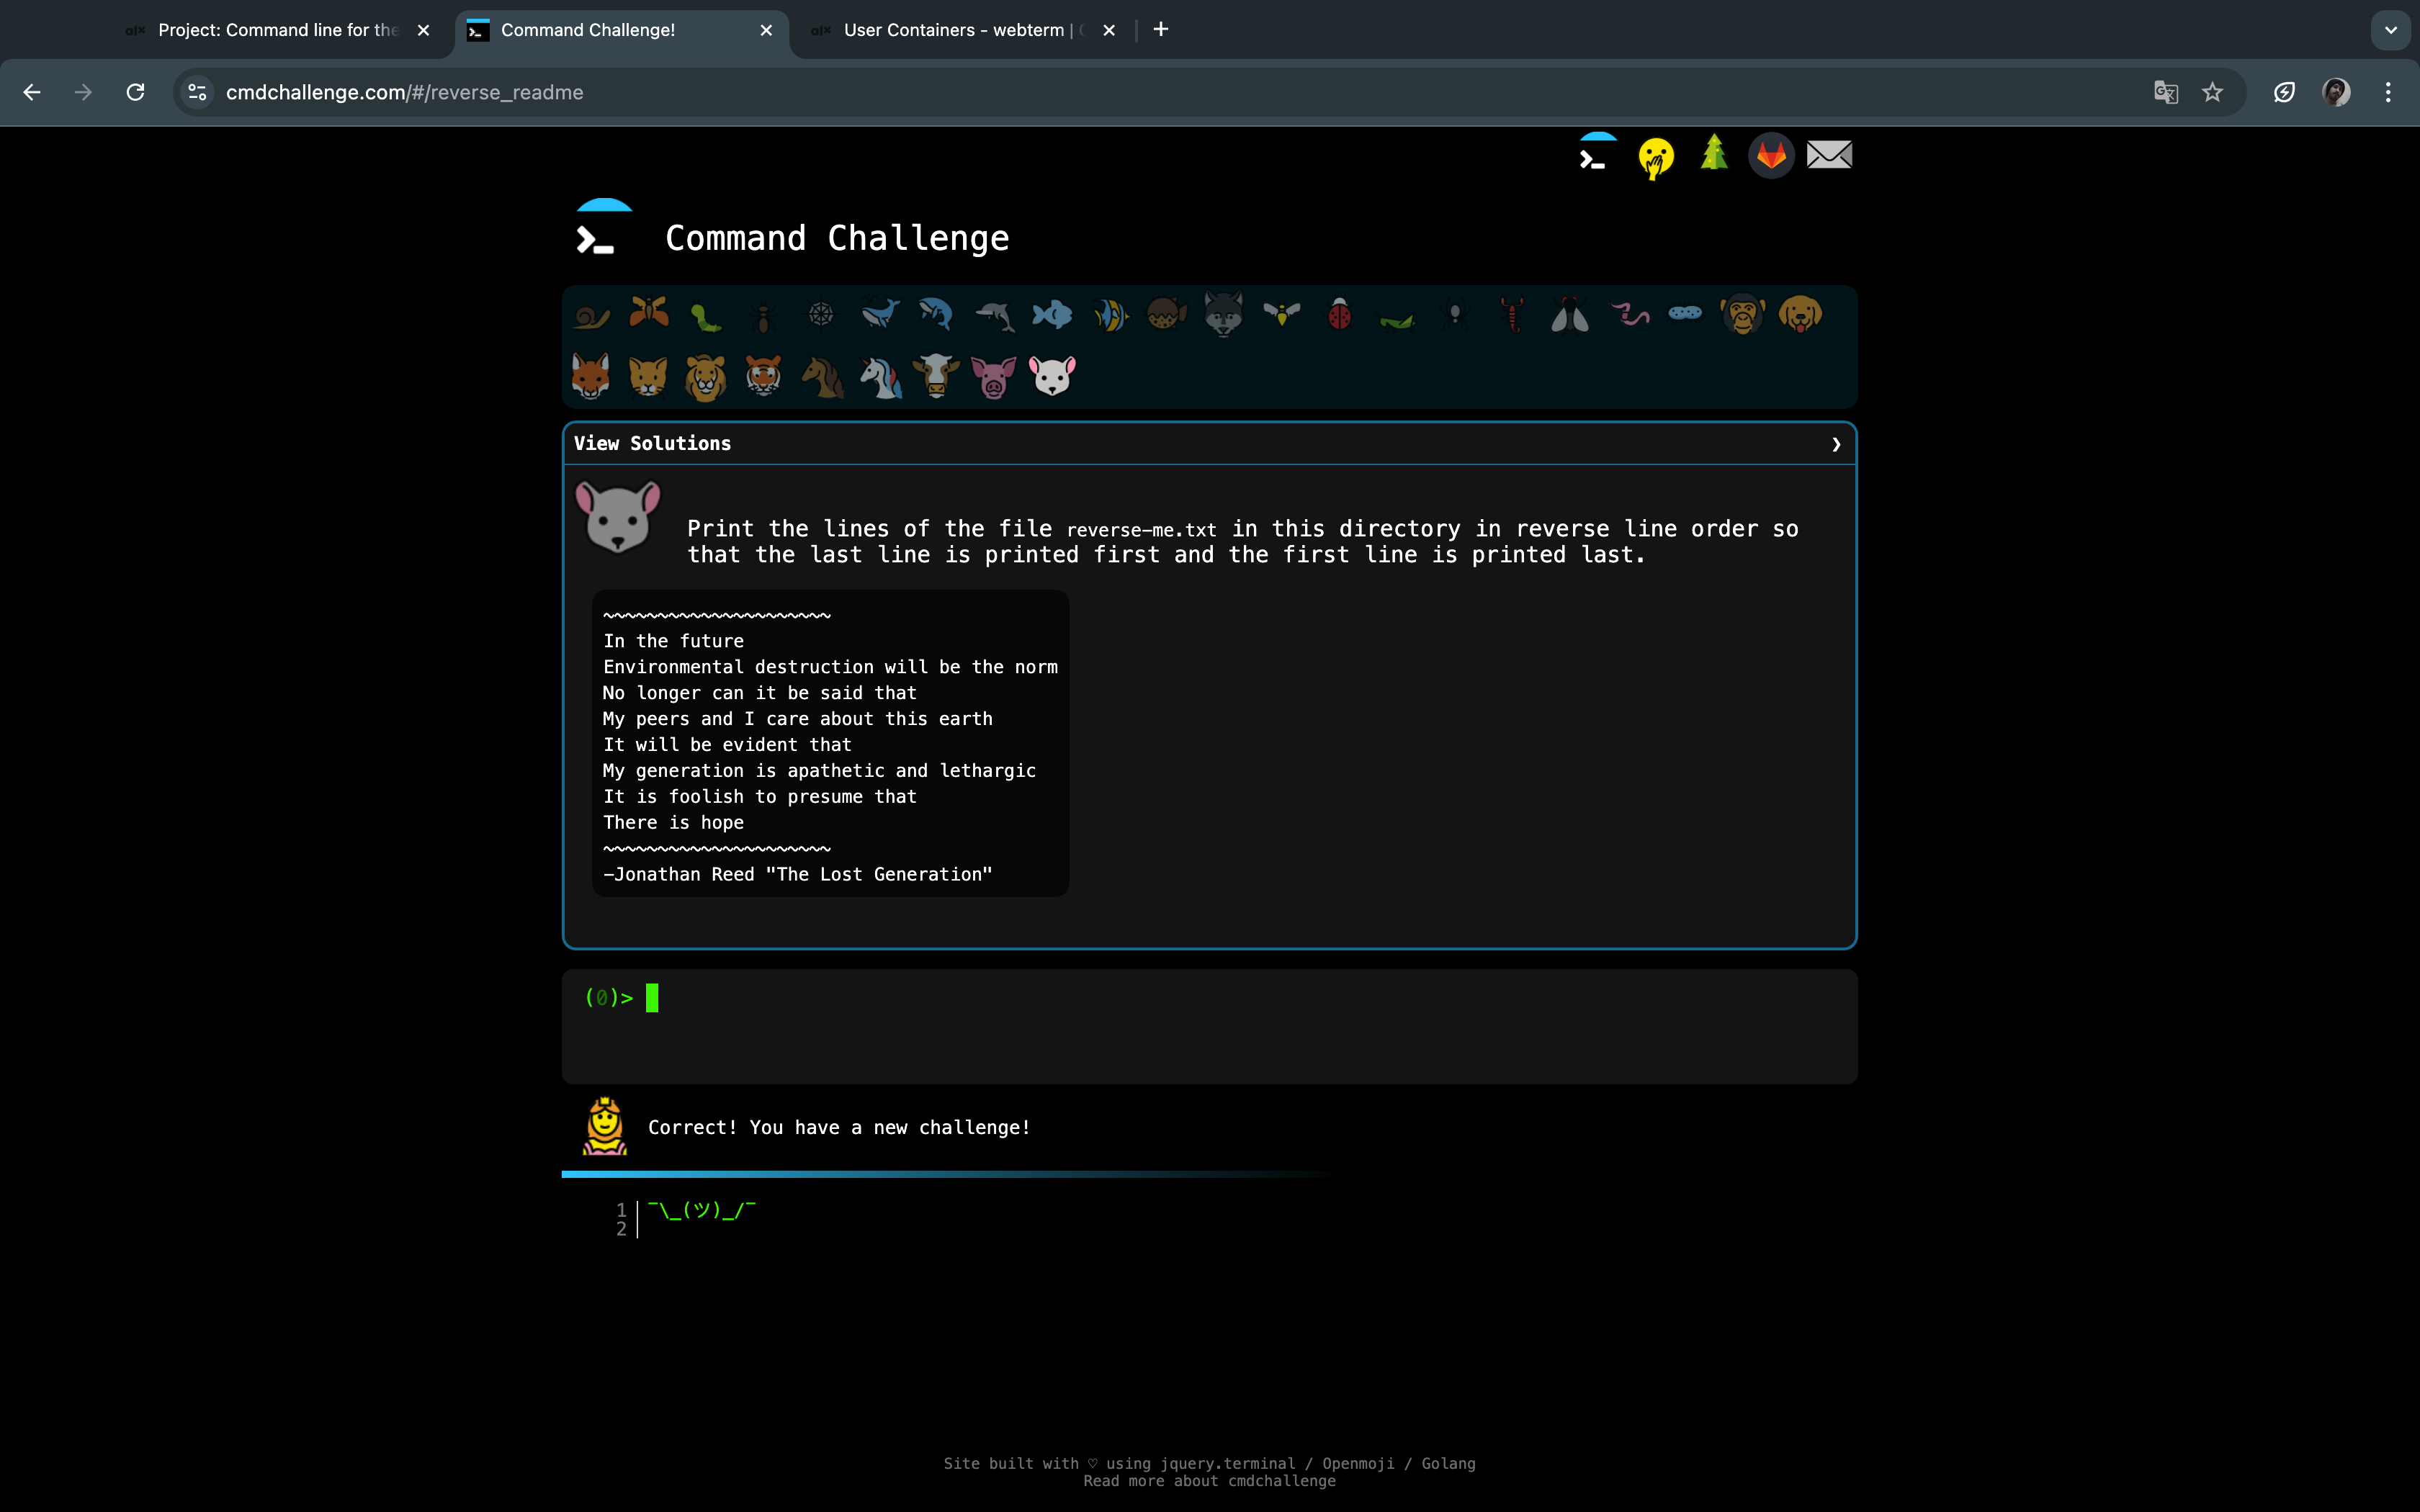 alx Project: Command line for the
Command Challenge!
alx User Containers - webterm |
cmdchallenge.com/#/reverse_readme
Command Challenge
View Solutions
Print the lines of the file reverse-me.txt in this directory in reverse line order so
that the last line is printed first and the first line is printed last.
~~~~~~~~~~~~~~~~~~~~~
In the future
Environmental destruction will be the norm
No longer can it be said that
My peers and I care about this earth
It will be evident that
My generation is apathetic and lethargic
It is foolish to presume that
There is hope
~~~~~~~~~~~~~~~~~~~~~
-Jonathan Reed "The Lost Generation"
(0)>
Correct! You have a new challenge!
1 ¯\_(ツ)_/¯
2
Site built with ♡ using jquery.terminal / Openmoji / Golang
Read more about cmdchallenge